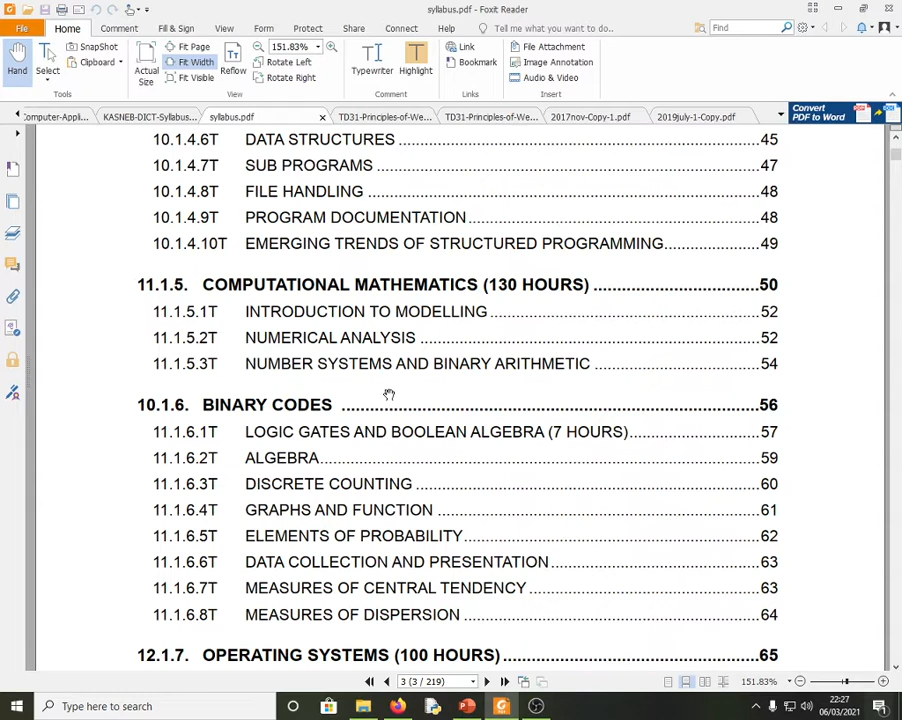 syllabus.pdf - Foxit Reader
File Home Comment Fill & Sign View Form Protect Share Connect Help Tell me what you want to do... Find
Hand
Select
SnapShot
Clipboard
Tools
Actual Size
Fit Page
Fit Width
Fit Visible
Reflow
151.83%
Rotate Left
Rotate Right
View
Typewriter
Highlight
Comment
Link
Bookmark
Links
File Attachment
Image Annotation
Audio & Video
Insert
Computer-Appli... KASNEB-DICT-Syllabus... syllabus.pdf TD31-Principles-of-We... TD31-Principles-of-We... 2017nov-Copy-1.pdf 2019july-1-Copy.pdf
Convert
PDF to Word
10.1.4.6T DATA STRUCTURES ..... 45
10.1.4.7T SUB PROGRAMS ..... 47
10.1.4.8T FILE HANDLING ..... 48
10.1.4.9T PROGRAM DOCUMENTATION ..... 48
10.1.4.10T EMERGING TRENDS OF STRUCTURED PROGRAMMING ..... 49
11.1.5. COMPUTATIONAL MATHEMATICS (130 HOURS) ..... 50
11.1.5.1T INTRODUCTION TO MODELLING ..... 52
11.1.5.2T NUMERICAL ANALYSIS ..... 52
11.1.5.3T NUMBER SYSTEMS AND BINARY ARITHMETIC ..... 54
10.1.6. BINARY CODES ..... 56
11.1.6.1T LOGIC GATES AND BOOLEAN ALGEBRA (7 HOURS) ..... 57
11.1.6.2T ALGEBRA ..... 59
11.1.6.3T DISCRETE COUNTING ..... 60
11.1.6.4T GRAPHS AND FUNCTION ..... 61
11.1.6.5T ELEMENTS OF PROBABILITY ..... 62
11.1.6.6T DATA COLLECTION AND PRESENTATION ..... 63
11.1.6.7T MEASURES OF CENTRAL TENDENCY ..... 63
11.1.6.8T MEASURES OF DISPERSION ..... 64
12.1.7. OPERATING SYSTEMS (100 HOURS) ..... 65
3 (3 / 219) 151.83%
Type here to search
22:27
06/03/2021